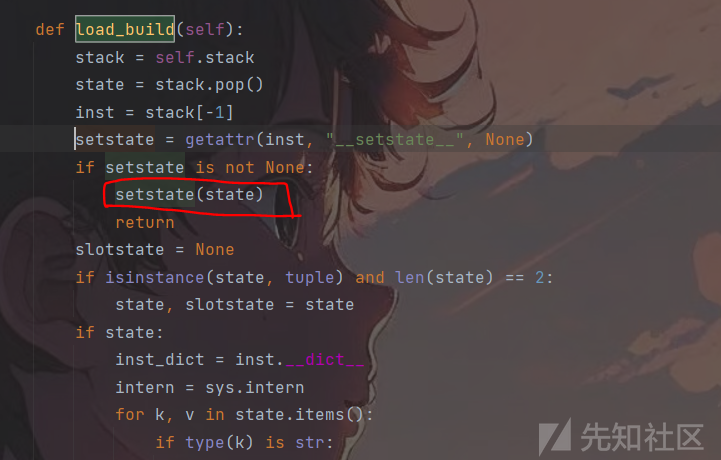 def load_build(self):
    stack = self.stack
    state = stack.pop()
    inst = stack[-1]
    setstate = getattr(inst, "__setstate__", None)
    if setstate is not None:
        setstate(state)
        return
    slotstate = None
    if isinstance(state, tuple) and len(state) == 2:
        state, slotstate = state
    if state:
        inst_dict = inst.__dict__
        intern = sys.intern
        for k, v in state.items():
            if type(k) is str:
先知社区